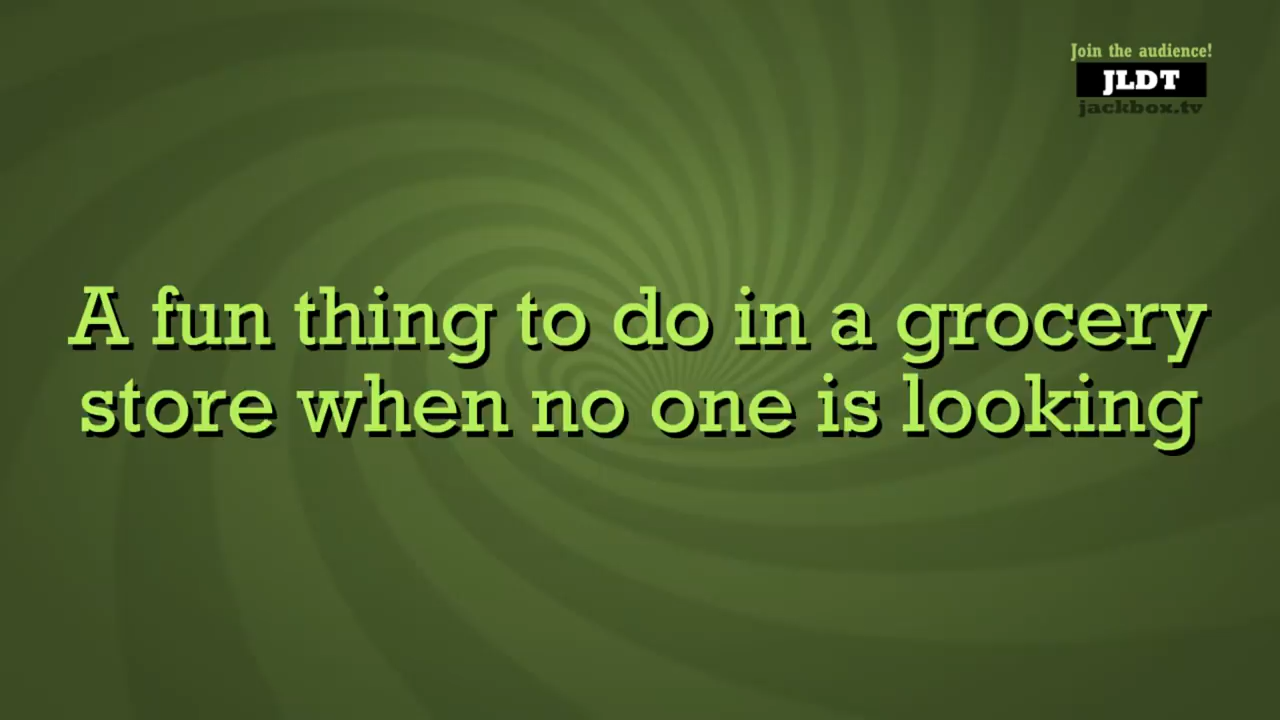 Join the audience!
JLDT
jackbox.tv
A fun thing to do in a grocery
store when no one is looking